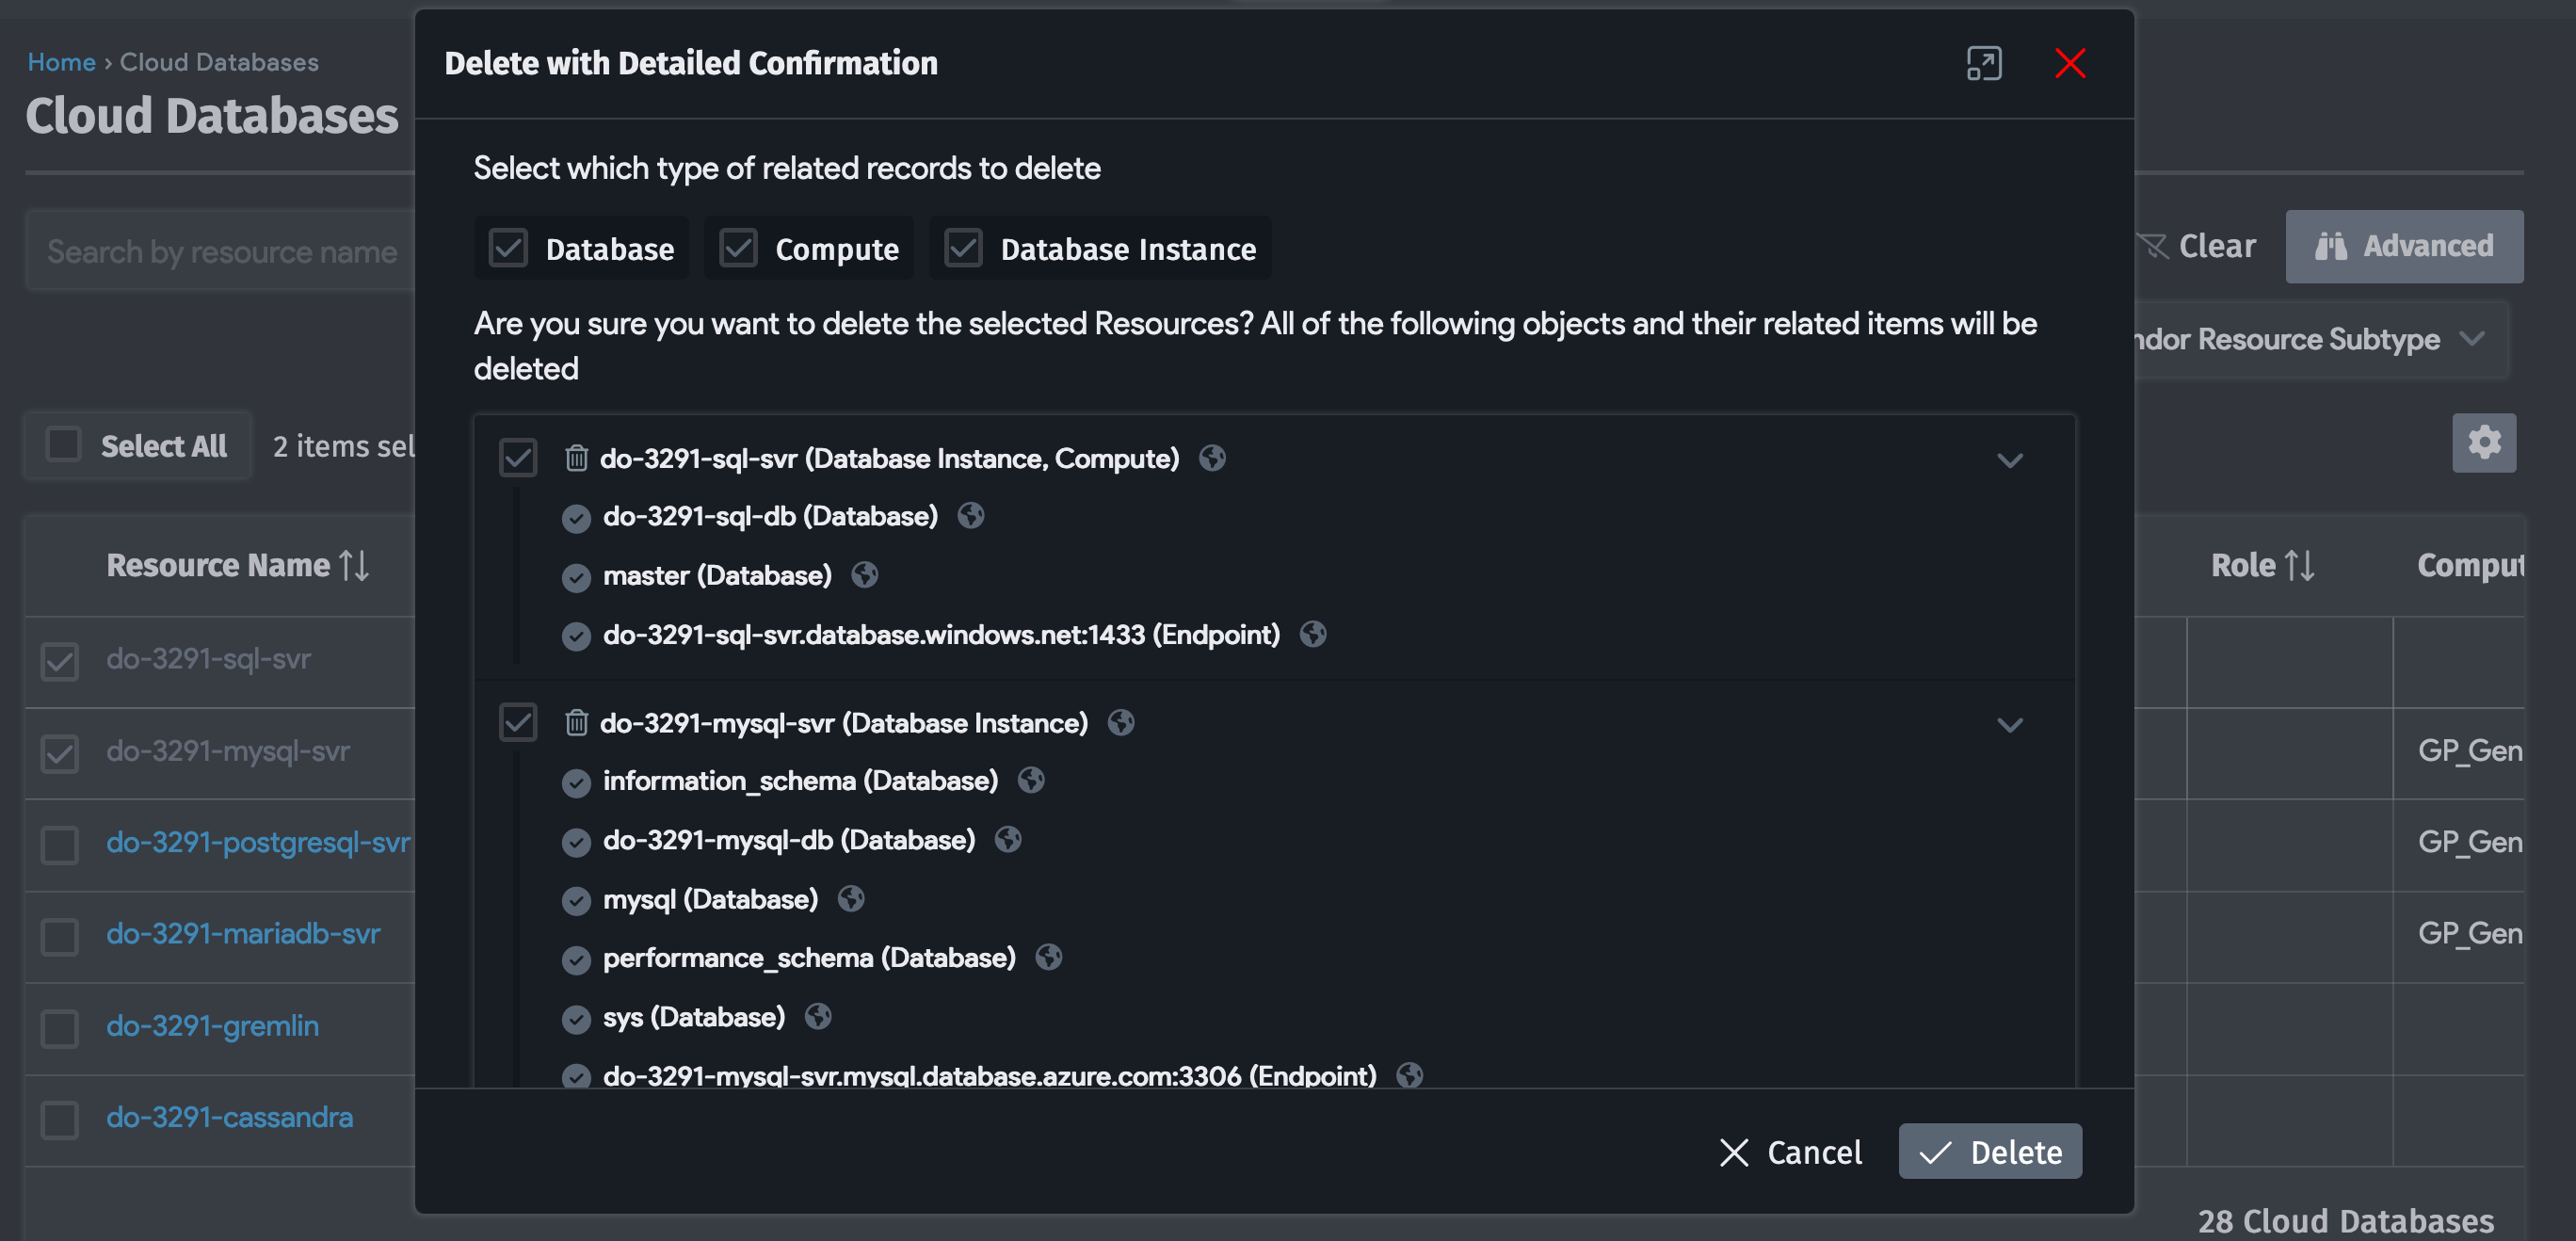 Home › Cloud Databases
Cloud Databases
Search by resource name
Clear
Advanced
ndor Resource Subtype
Select All
2 items sel
Resource Name
Role
Comput
do-3291-sql-svr
do-3291-mysql-svr
GP_Gen
do-3291-postgresql-svr
GP_Gen
do-3291-mariadb-svr
GP_Gen
do-3291-gremlin
do-3291-cassandra
28 Cloud Databases
Delete with Detailed Confirmation
Select which type of related records to delete
Database
Compute
Database Instance
Are you sure you want to delete the selected Resources? All of the following objects and their related items will be
deleted
do-3291-sql-svr (Database Instance, Compute)
do-3291-sql-db (Database)
master (Database)
do-3291-sql-svr.database.windows.net:1433 (Endpoint)
do-3291-mysql-svr (Database Instance)
information_schema (Database)
do-3291-mysql-db (Database)
mysql (Database)
performance_schema (Database)
sys (Database)
do-3291-mysql-svr.mysql.database.azure.com:3306 (Endpoint)
Cancel
Delete